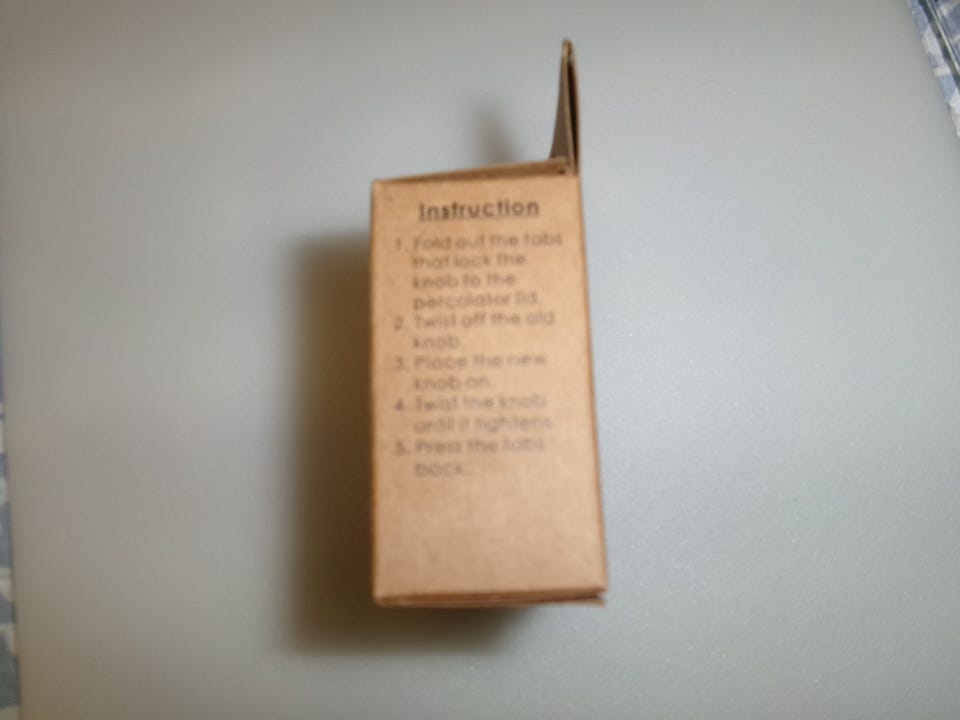 Instruction
1. Fold out the tabs
that lock the
knob to the
percolator lid.
2. Twist off the old
knob.
3. Place the new
knob on.
4. Twist the knob
until it tightens.
5. Press the tabs
back.